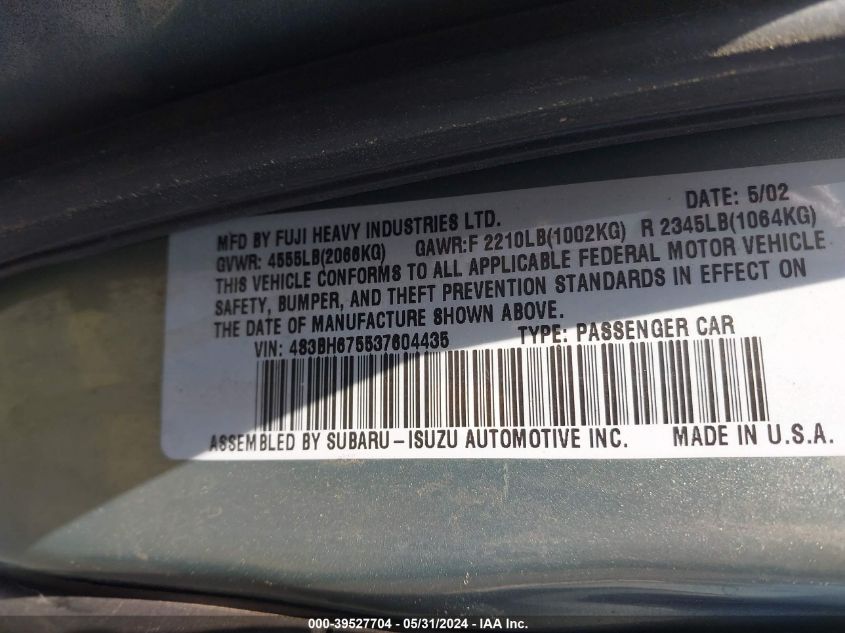 DATE: 5/02
MFD BY FUJI HEAVY INDUSTRIES LTD.
GVWR: 4555LB(2066KG) GAWR:F 2210LB(1002KG) R 2345LB(1064KG)
THIS VEHICLE CONFORMS TO ALL APPLICABLE FEDERAL MOTOR VEHICLE
SAFETY, BUMPER, AND THEFT PREVENTION STANDARDS IN EFFECT ON
THE DATE OF MANUFACTURE SHOWN ABOVE.
VIN: 4S3BH675537604435 TYPE: PASSENGER CAR
ASSEMBLED BY SUBARU-ISUZU AUTOMOTIVE INC. MADE IN U.S.A.
000-39527704 - 05/31/2024 - IAA Inc.